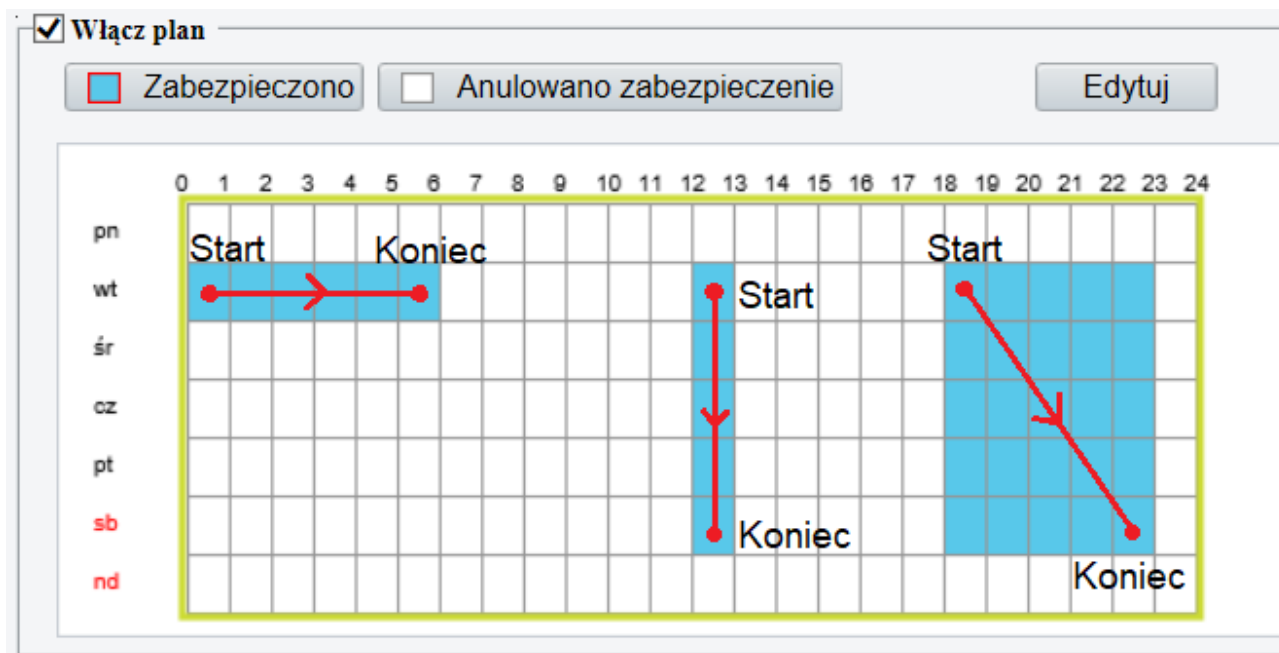 Włącz plan
Zabezpieczono Anulowano zabezpieczenie Edytuj
0 1 2 3 4 5 6 7 8 9 10 11 12 13 14 15 16 17 18 19 20 21 22 23 24
pn
Start Koniec Start
wt
Start
śr
cz
pt
sb
Koniec
nd
Koniec